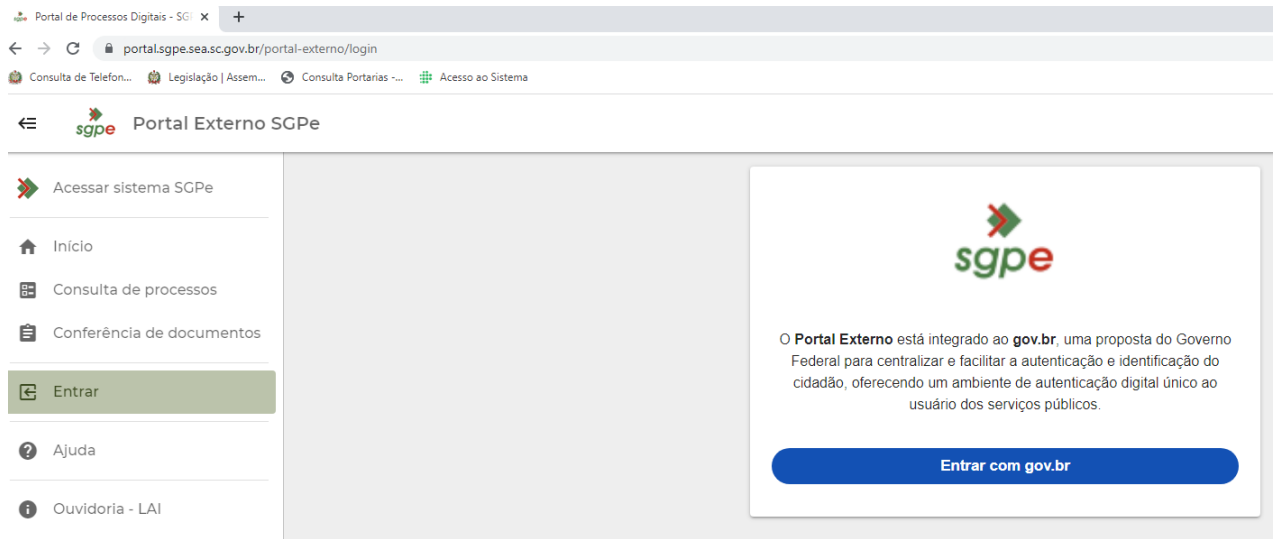 Portal de Processos Digitais - SG
portal.sgpe.sea.sc.gov.br/portal-externo/login
Consulta de Telefon... Legislação | Assem... Consulta Portarias -... Acesso ao Sistema
sgpe Portal Externo SGPe
Acessar sistema SGPe
Início
Consulta de processos
Conferência de documentos
Entrar
Ajuda
Ouvidoria - LAI
sgpe
O Portal Externo está integrado ao gov.br, uma proposta do Governo
Federal para centralizar e facilitar a autenticação e identificação do
cidadão, oferecendo um ambiente de autenticação digital único ao
usuário dos serviços públicos.
Entrar com gov.br